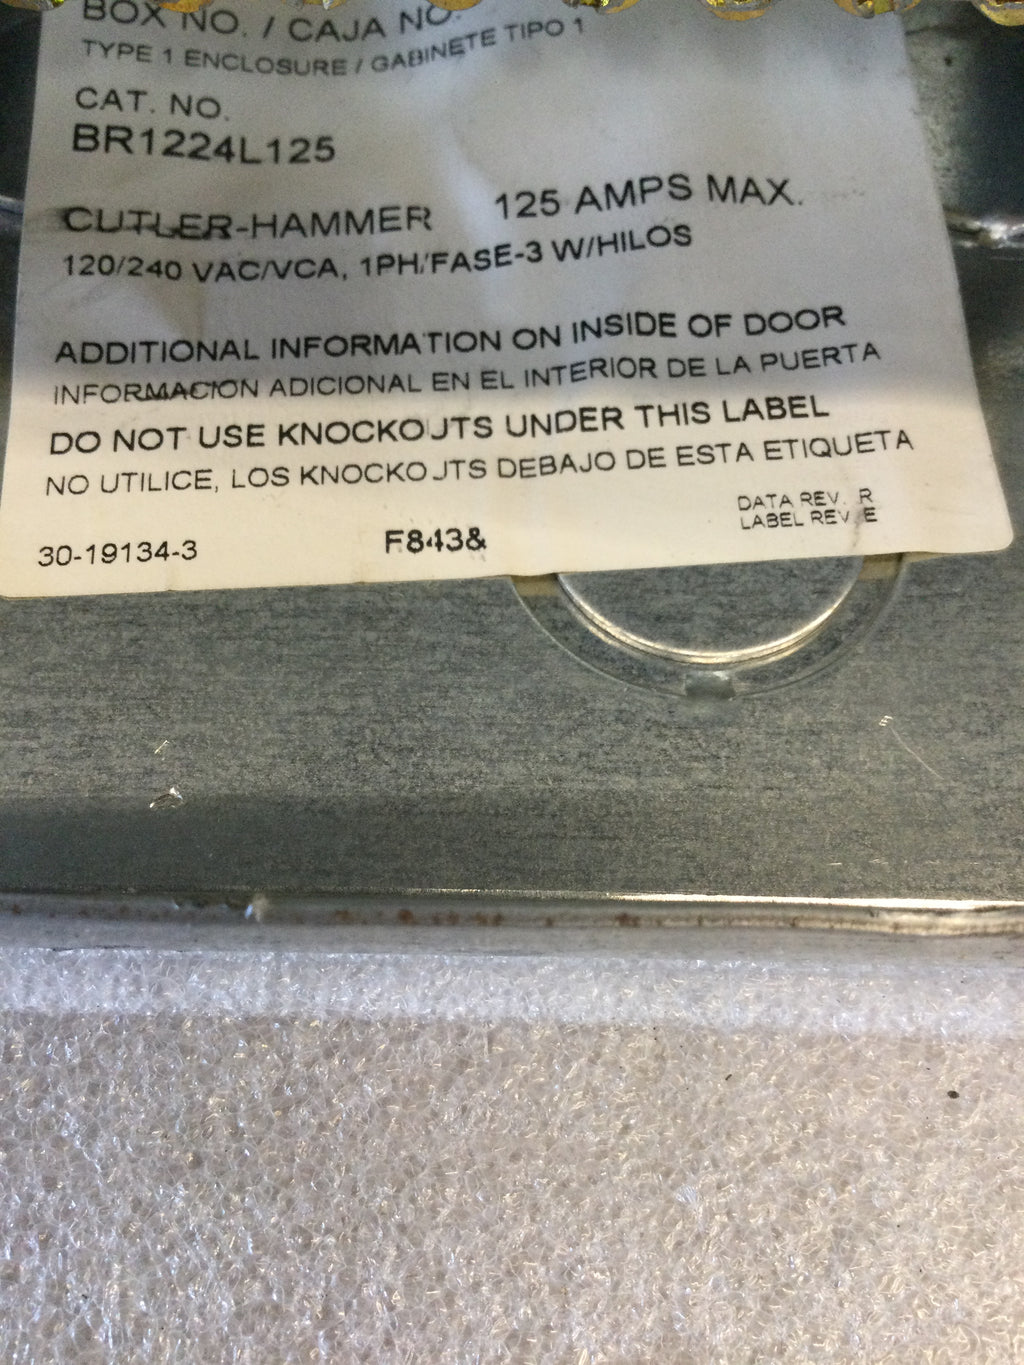 BOX NO. / CAJA NO.
TYPE 1 ENCLOSURE / GABINETE TIPO 1
CAT. NO.
BR1224L125
CUTLER-HAMMER 125 AMPS MAX.
120/240 VAC/VCA, 1PH/FASE-3 W/HILOS
ADDITIONAL INFORMATION ON INSIDE OF DOOR
INFORMACION ADICIONAL EN EL INTERIOR DE LA PUERTA
DO NOT USE KNOCKOUTS UNDER THIS LABEL
NO UTILICE, LOS KNOCKOUTS DEBAJO DE ESTA ETIQUETA
DATA REV. R
LABEL REV. E
30-19134-3 F843&